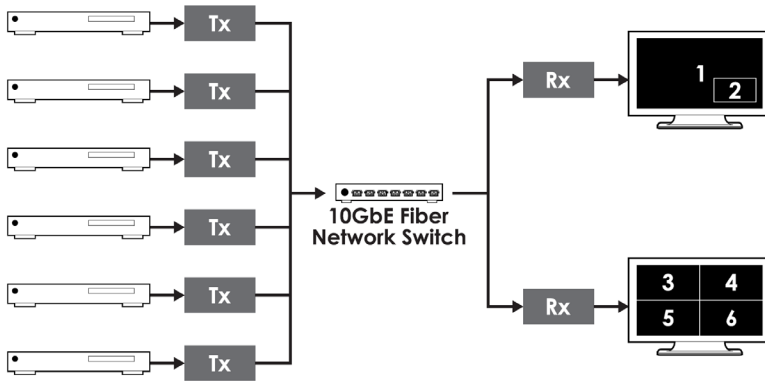 Tx
Tx
Tx
Tx
Tx
Tx
10GbE Fiber
Network Switch
Rx
1
2
Rx
3 4
5 6